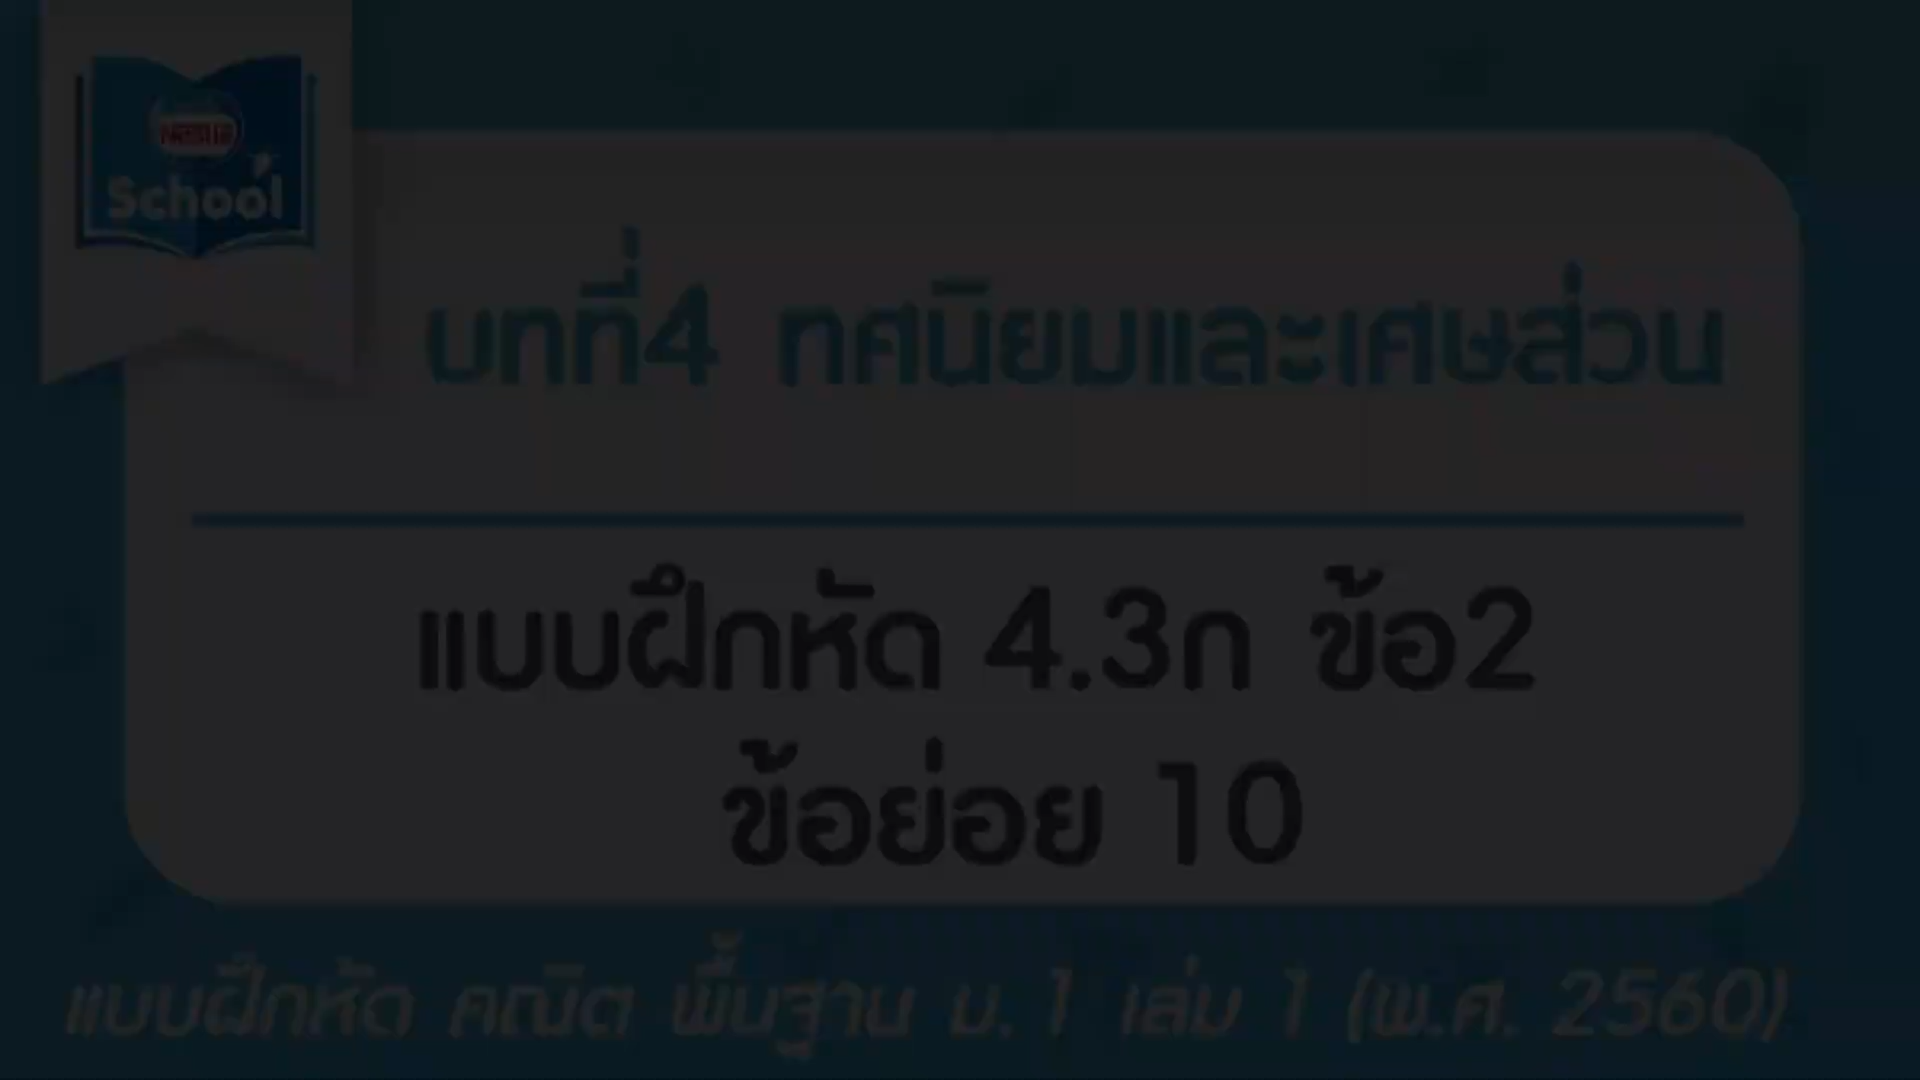 Nestlé
School
บทที่4 ทศนิยมและเศษส่วน
แบบฝึกหัด 4.3ก ข้อ2
ข้อย่อย 10
แบบฝึกหัด คณิต พื้นฐาน ม.1 เล่ม 1 (พ.ศ. 2560)